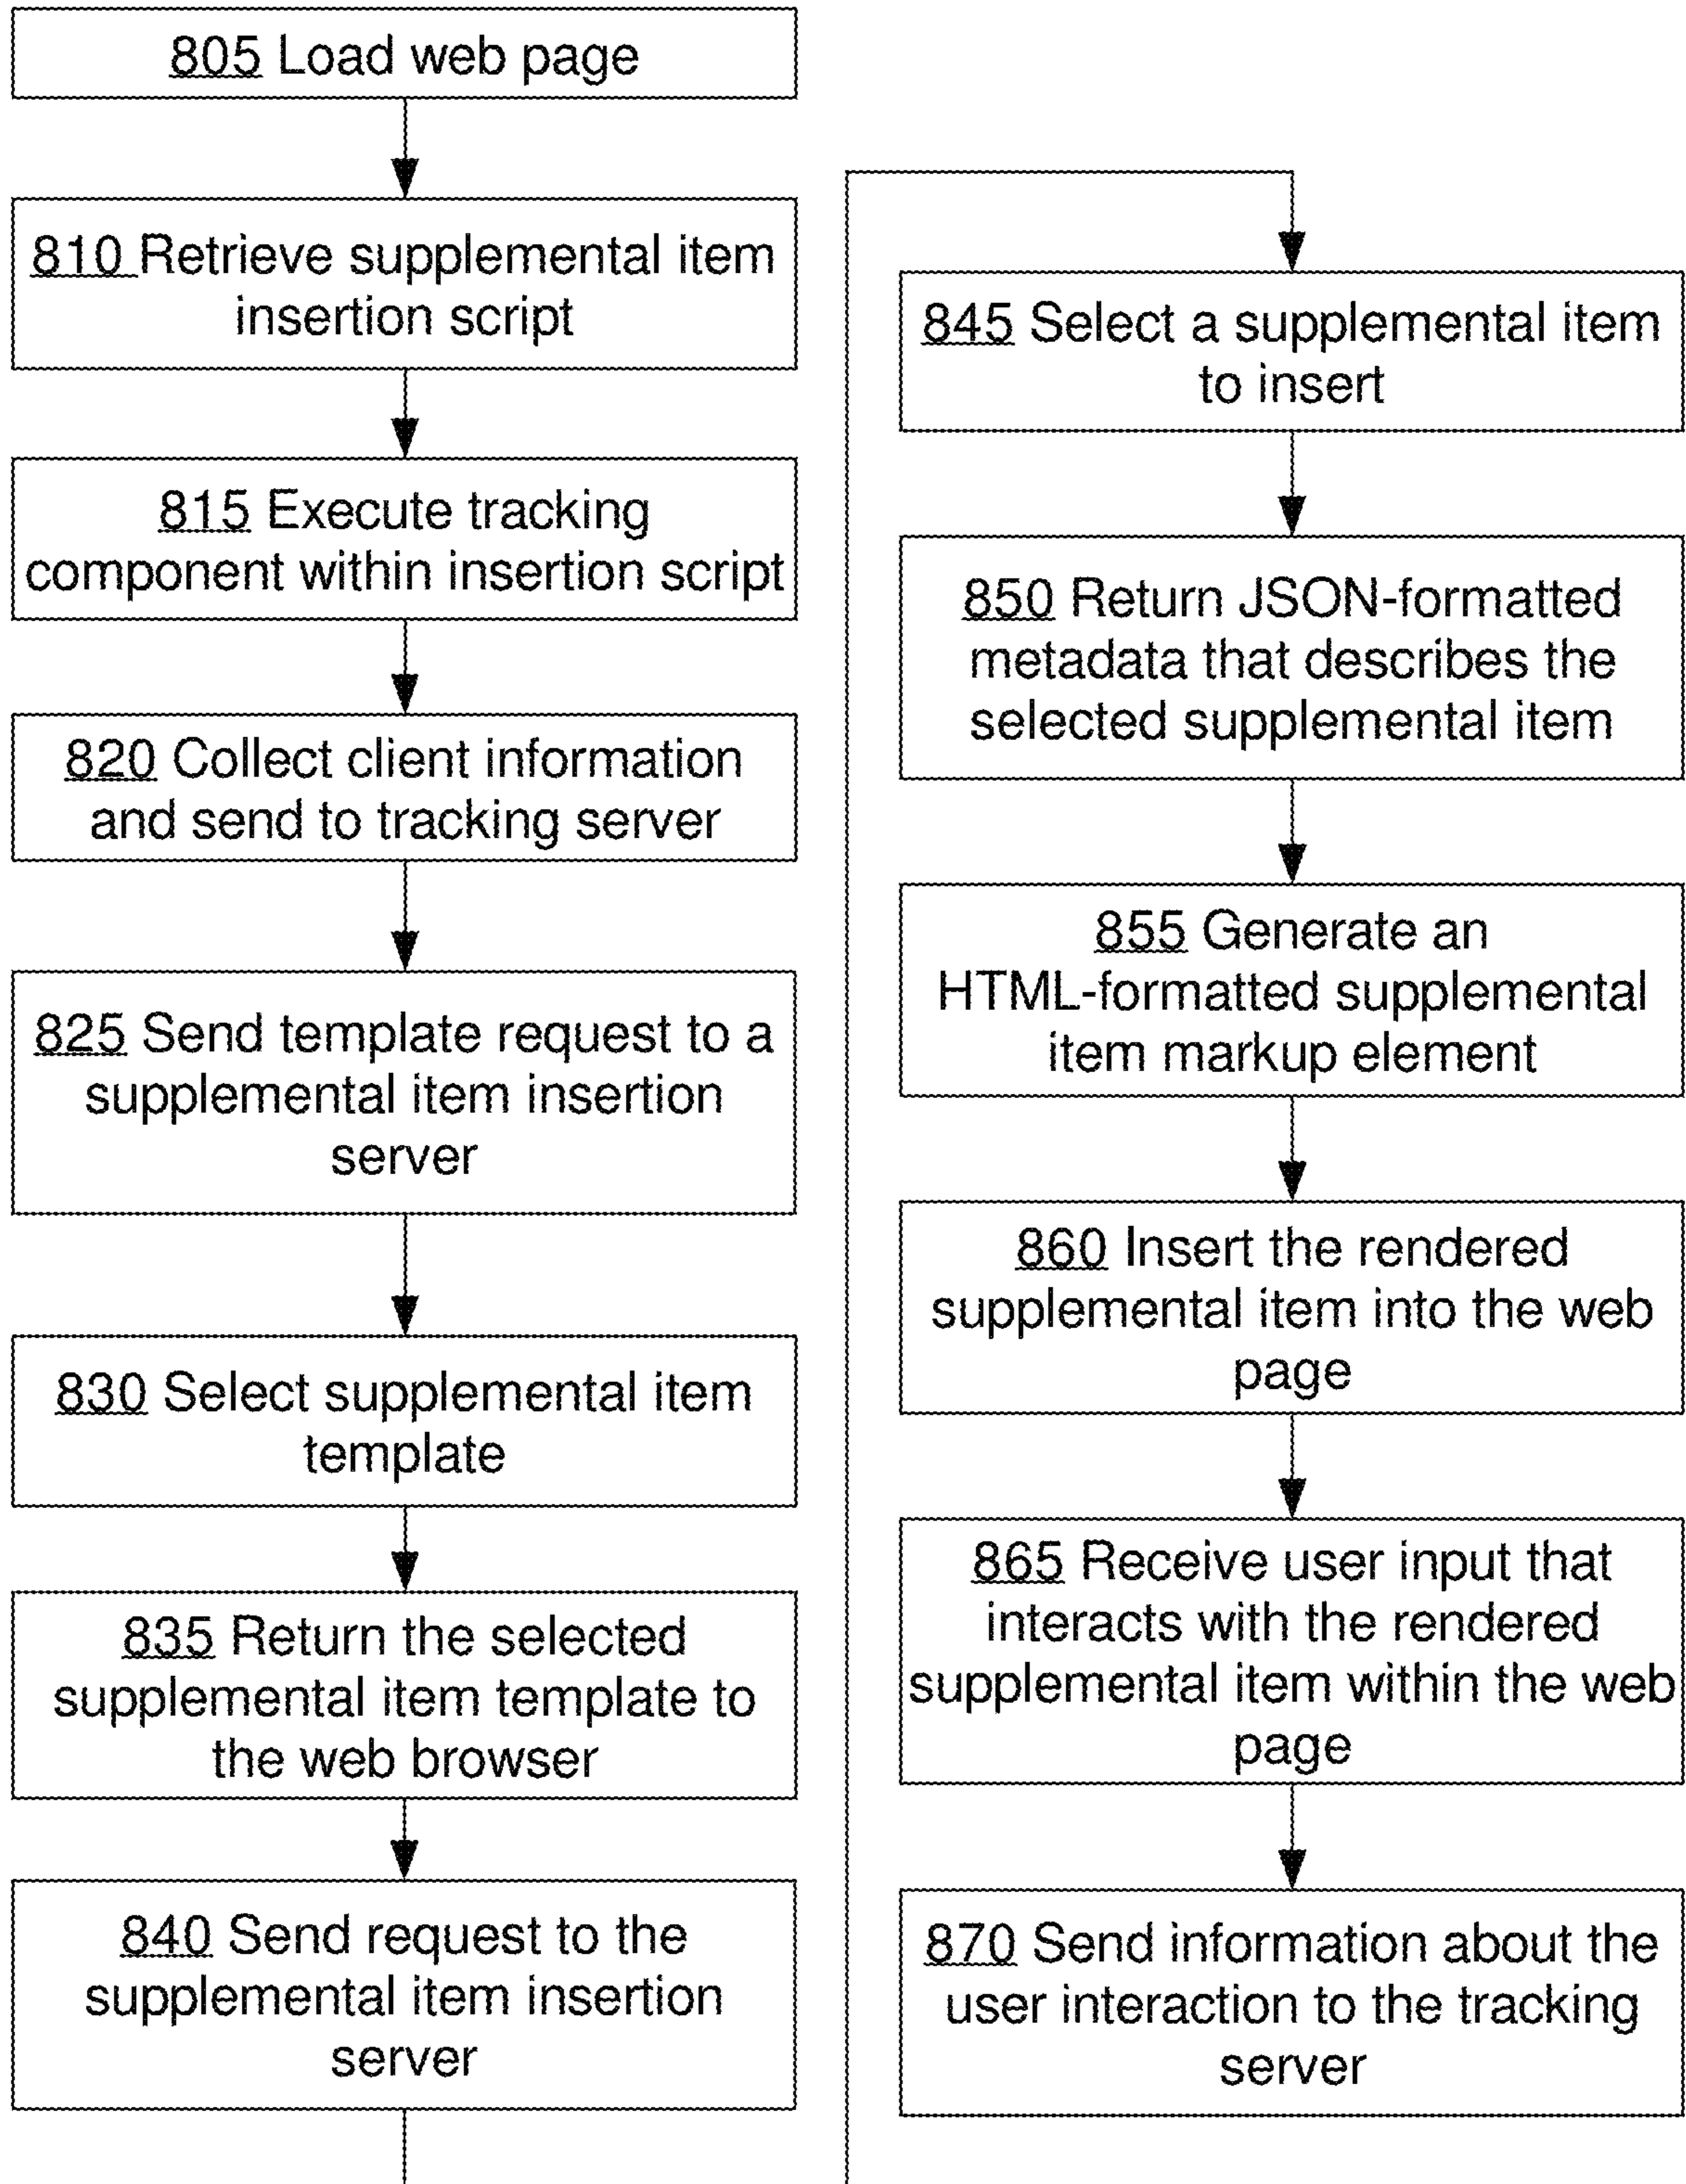 805 Load web page
810 Retrieve supplemental item
insertion script
815 Execute tracking
component within insertion script
820 Collect client information
and send to tracking server
825 Send template request to a
supplemental item insertion
server
830 Select supplemental item
template
835 Return the selected
supplemental item template to
the web browser
840 Send request to the
supplemental item insertion
server
845 Select a supplemental item
to insert
850 Return JSON-formatted
metadata that describes the
selected supplemental item
855 Generate an
HTML-formatted supplemental
item markup element
860 Insert the rendered
supplemental item into the web
page
865 Receive user input that
interacts with the rendered
supplemental item within the web
page
870 Send information about the
user interaction to the tracking
server